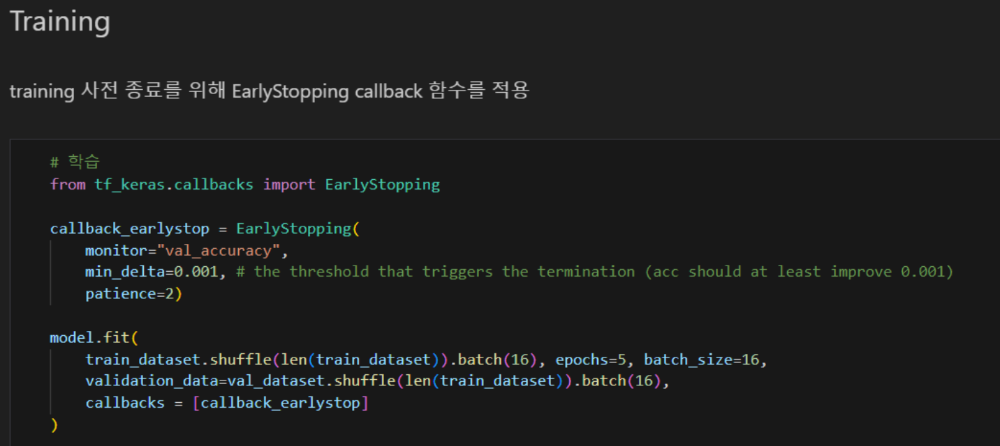 Training
training 사전 종료를 위해 EarlyStopping callback 함수를 적용
# 학습
from tf_keras.callbacks import EarlyStopping
callback_earlystop = EarlyStopping(
monitor="val_accuracy",
min_delta=0.001, # the threshold that triggers the termination (acc should at least improve 0.001)
patience=2)
model.fit(
train_dataset.shuffle(len(train_dataset)).batch(16), epochs=5, batch_size=16,
validation_data=val_dataset.shuffle(len(train_dataset)).batch(16),
callbacks = [callback_earlystop]
)